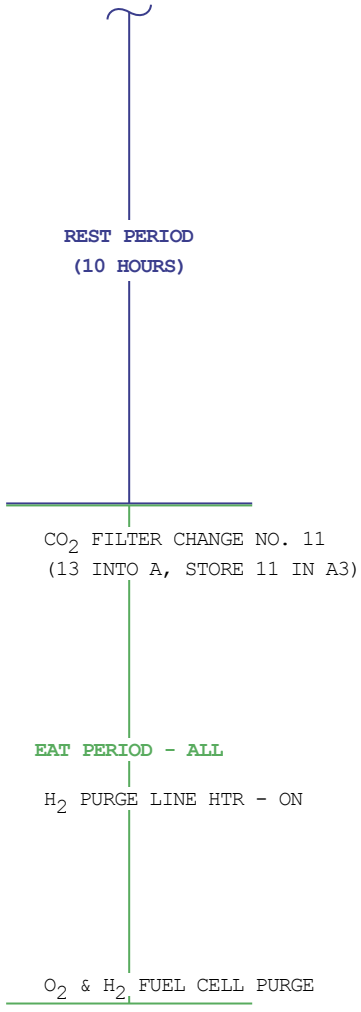 REST PERIOD
(10 HOURS)
CO₂ FILTER CHANGE NO. 11
(13 INTO A, STORE 11 IN A3)
EAT PERIOD - ALL
H₂ PURGE LINE HTR - ON
O₂ & H₂ FUEL CELL PURGE